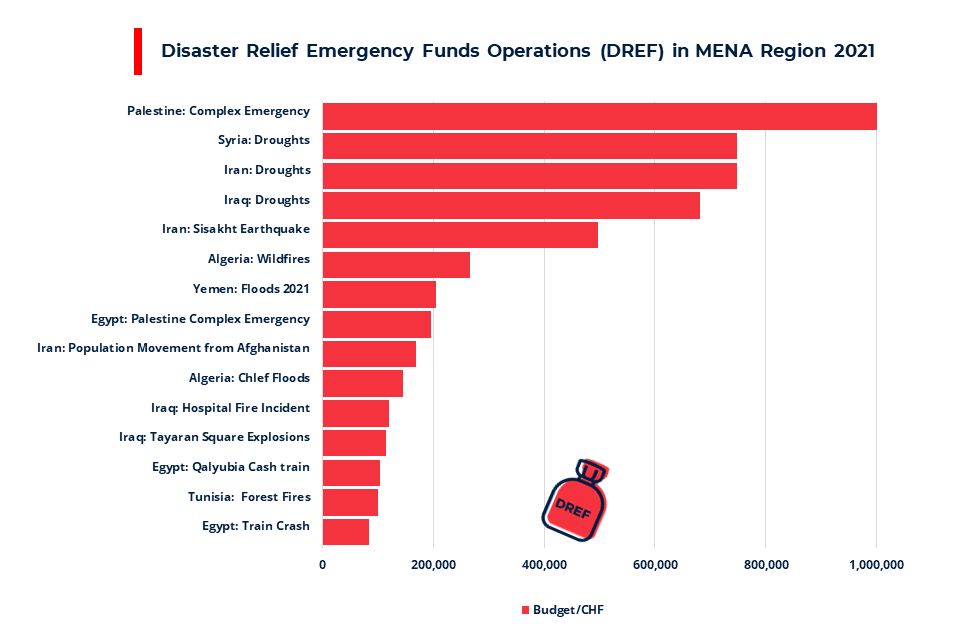 Disaster Relief Emergency Funds Operations (DREF) in MENA Region 2021
Palestine: Complex Emergency
Syria: Droughts
Iran: Droughts
Iraq: Droughts
Iran: Sisakht Earthquake
Algeria: Wildfires
Yemen: Floods 2021
Egypt: Palestine Complex Emergency
Iran: Population Movement from Afghanistan
Algeria: Chlef Floods
Iraq: Hospital Fire Incident
Iraq: Tayaran Square Explosions
Egypt: Qalyubia Cash train
Tunisia: Forest Fires
Egypt: Train Crash
DREF
0 200,000 400,000 600,000 800,000 1,000,000
Budget/CHF